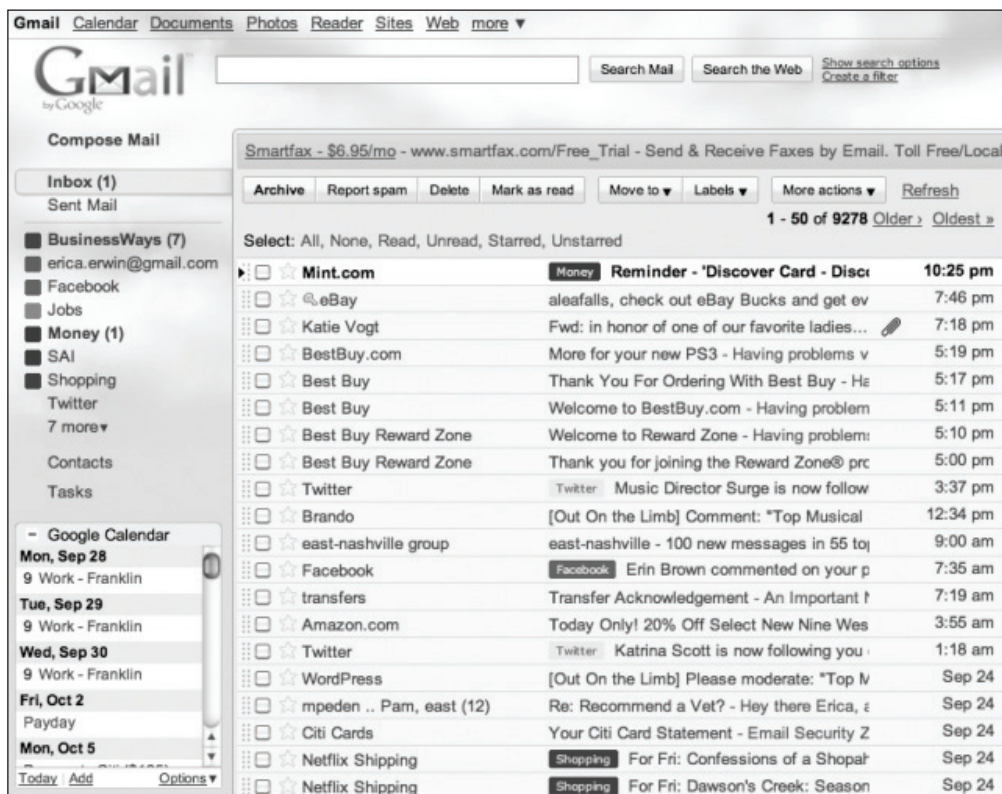 Gmail Calendar Documents Photos Reader Sites Web more ▼
Gmail
by Google
Search Mail Search the Web Show search options
Create a filter
Compose Mail
Inbox (1)
Sent Mail
BusinessWays (7)
erica.erwin@gmail.com
Facebook
Jobs
Money (1)
SAI
Shopping
Twitter
7 more▾
Contacts
Tasks
− Google Calendar
Mon, Sep 28
9 Work - Franklin
Tue, Sep 29
9 Work - Franklin
Wed, Sep 30
9 Work - Franklin
Fri, Oct 2
Payday
Mon, Oct 5
Today Add Options ▾
Smartfax - $6.95/mo - www.smartfax.com/Free_Trial - Send & Receive Faxes by Email. Toll Free/Local
Archive Report spam Delete Mark as read Move to ▾ Labels ▾ More actions ▾ Refresh
1 - 50 of 9278 Older › Oldest »
Select: All, None, Read, Unread, Starred, Unstarred
Mint.com Money Reminder - 'Discover Card - Disc 10:25 pm
eBay aleafalls, check out eBay Bucks and get ev 7:46 pm
Katie Vogt Fwd: in honor of one of our favorite ladies... 7:18 pm
BestBuy.com More for your new PS3 - Having problems v 5:19 pm
Best Buy Thank You For Ordering With Best Buy - Ha 5:17 pm
Best Buy Welcome to BestBuy.com - Having problem 5:11 pm
Best Buy Reward Zone Welcome to Reward Zone - Having problem 5:10 pm
Best Buy Reward Zone Thank you for joining the Reward Zone® prc 5:00 pm
Twitter Twitter Music Director Surge is now follow 3:37 pm
Brando [Out On the Limb] Comment: "Top Musical 12:34 pm
east-nashville group east-nashville - 100 new messages in 55 to 9:00 am
Facebook Facebook Erin Brown commented on your p 7:35 am
transfers Transfer Acknowledgement - An Important 7:19 am
Amazon.com Today Only! 20% Off Select New Nine Wes 3:55 am
Twitter Twitter Katrina Scott is now following you 1:18 am
WordPress [Out On the Limb] Please moderate: "Top Sep 24
mpeden .. Pam, east (12) Re: Recommend a Vet? - Hey there Erica, Sep 24
Citi Cards Your Citi Card Statement - Email Security Z Sep 24
Netflix Shipping Shopping For Fri: Confessions of a Shopah Sep 24
Netflix Shipping Shopping For Fri: Dawson's Creek: Season Sep 24